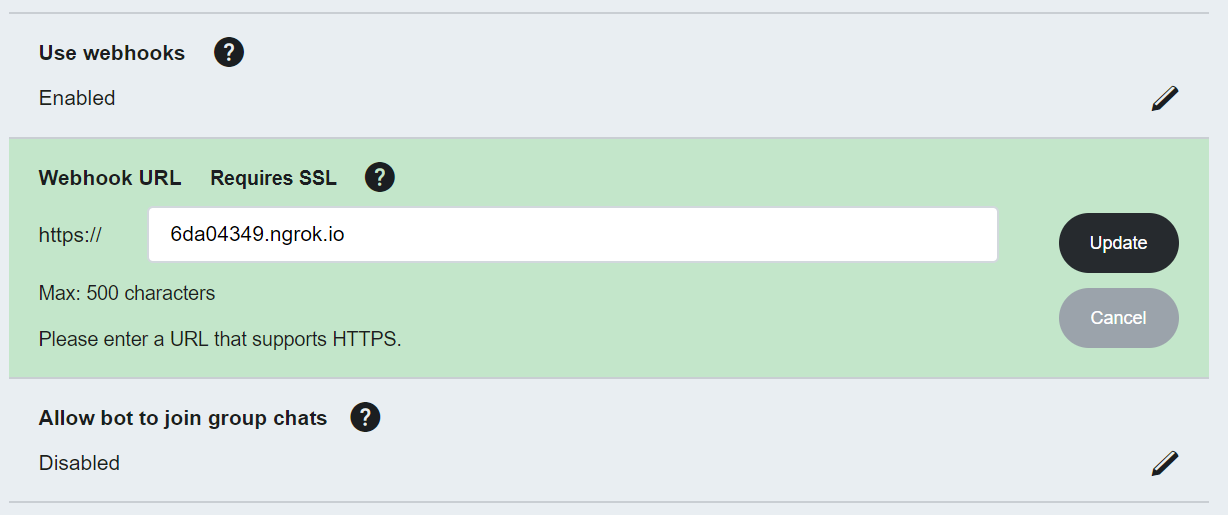 Use webhooks ?
Enabled
Webhook URL Requires SSL ?
https:// 6da04349.ngrok.io
Update
Max: 500 characters
Cancel
Please enter a URL that supports HTTPS.
Allow bot to join group chats ?
Disabled